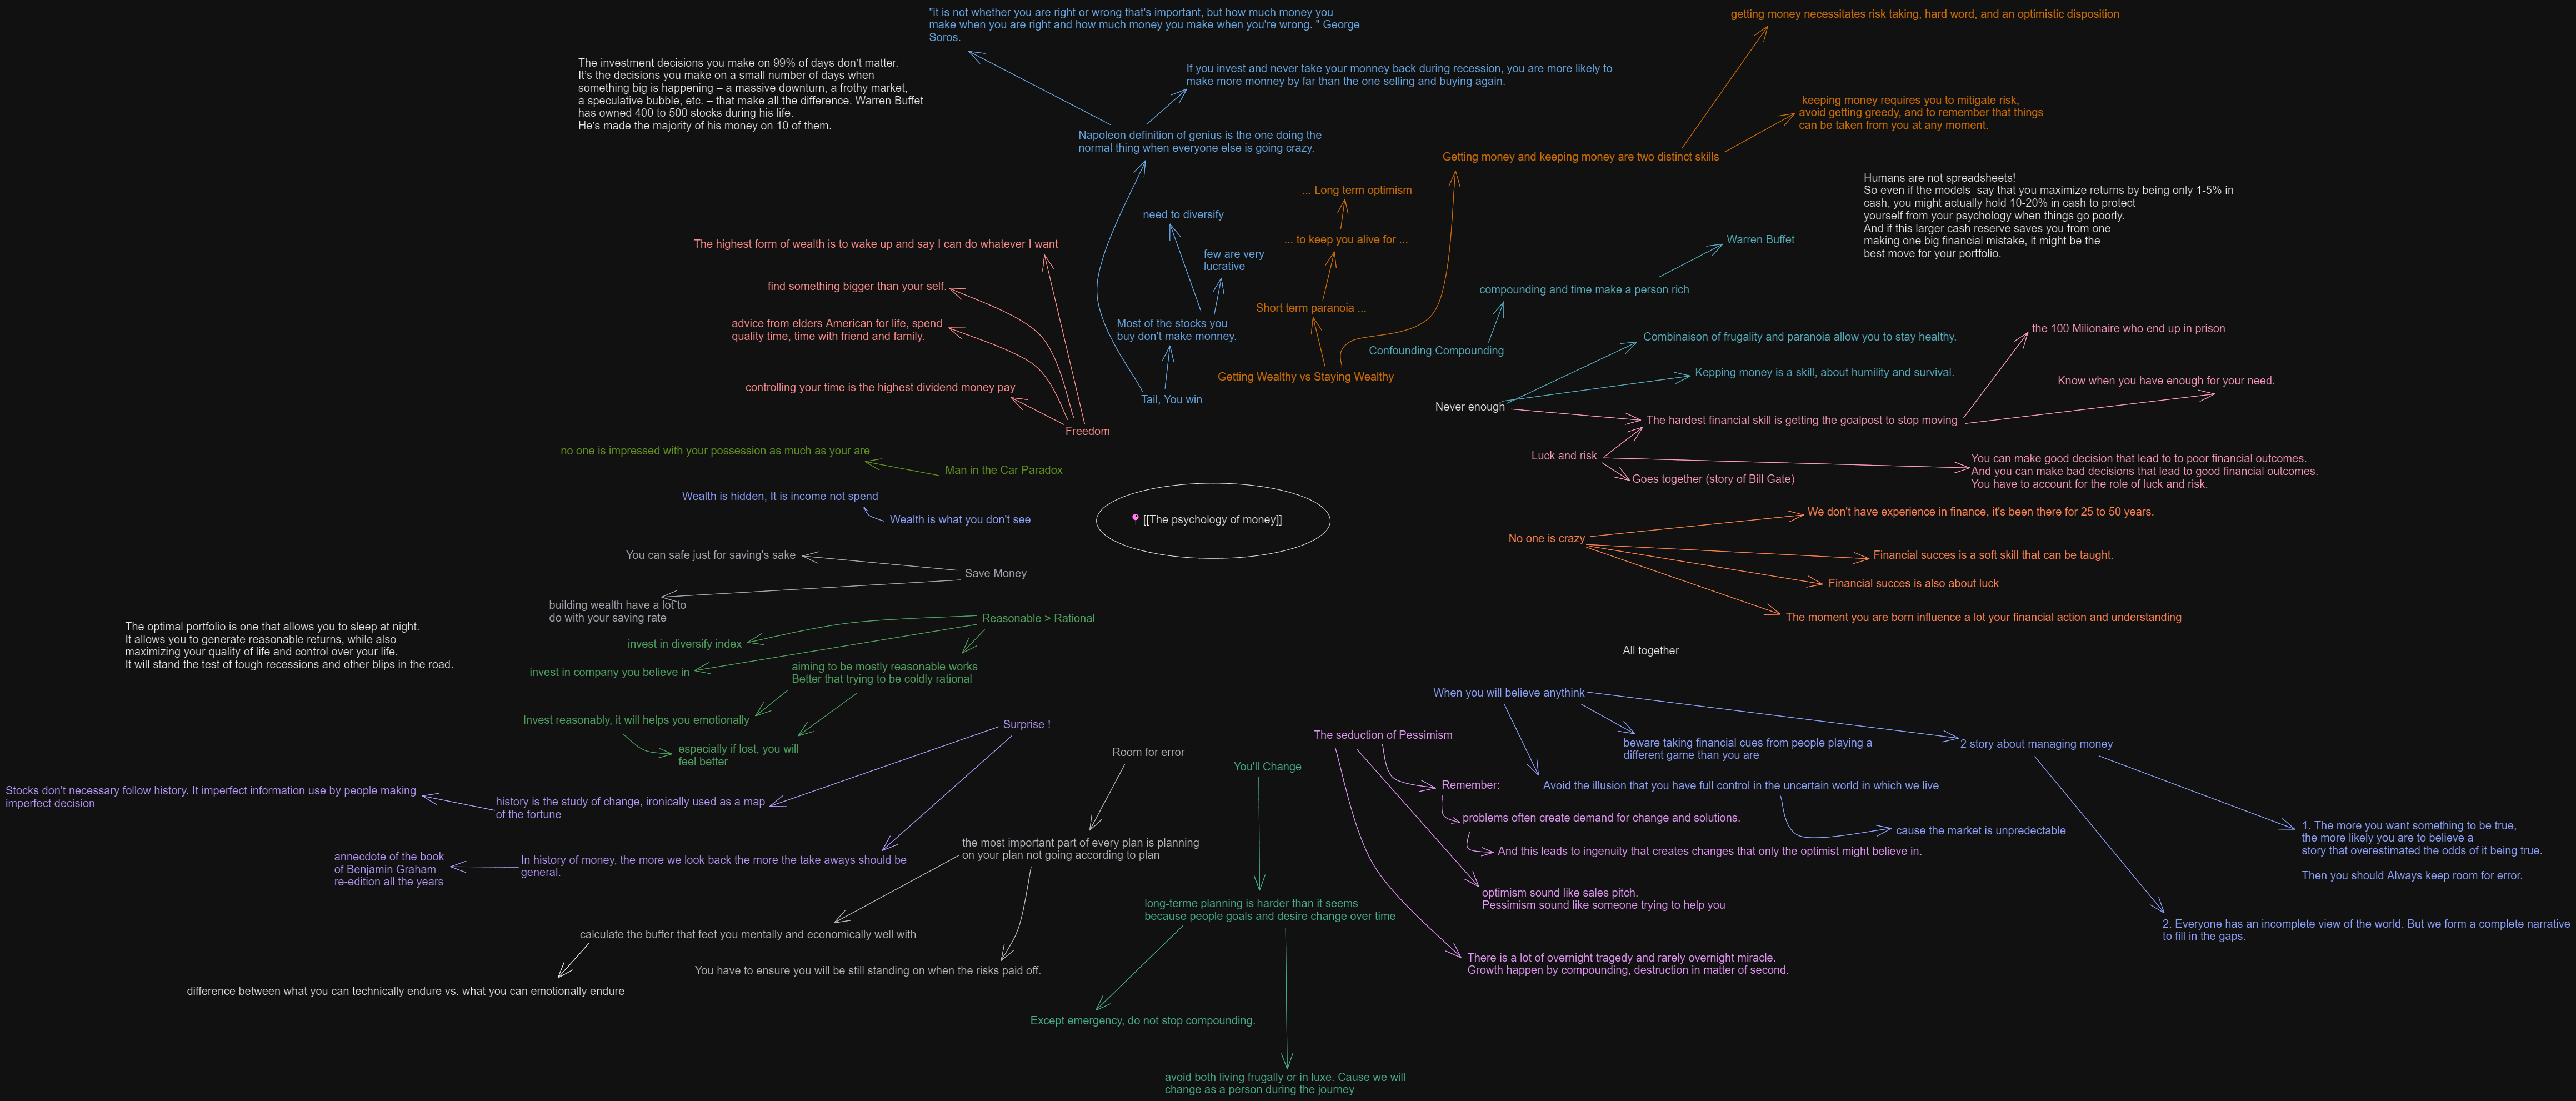 "it is not whether you are right or wrong that's important, but how much money you
make when you are right and how much money you make when you're wrong. " George
Soros.
getting money necessitates risk taking, hard word, and an optimistic disposition
The investment decisions you make on 99% of days don't matter.
It's the decisions you make on a small number of days when
something big is happening – a massive downturn, a frothy market,
a speculative bubble, etc. – that make all the difference. Warren Buffet
has owned 400 to 500 stocks during his life.
He's made the majority of his money on 10 of them.
If you invest and never take your monney back during recession, you are more likely to
make more monney by far than the one selling and buying again.
keeping money requires you to mitigate risk,
avoid getting greedy, and to remember that things
can be taken from you at any moment.
Napoleon definition of genius is the one doing the
normal thing when everyone else is going crazy.
Getting money and keeping money are two distinct skills
Humans are not spreadsheets!
So even if the models  say that you maximize returns by being only 1-5% in
cash, you might actually hold 10-20% in cash to protect
yourself from your psychology when things go poorly.
And if this larger cash reserve saves you from one
making one big financial mistake, it might be the
best move for your portfolio.
... Long term optimism
need to diversify
... to keep you alive for ...
Warren Buffet
The highest form of wealth is to wake up and say I can do whatever I want
few are very
lucrative
find something bigger than your self.
compounding and time make a person rich
Short term paranoia ...
advice from elders American for life, spend
quality time, time with friend and family.
Most of the stocks you
buy don't make monney.
the 100 Milionaire who end up in prison
Combinaison of frugality and paranoia allow you to stay healthy.
Confounding Compounding
Kepping money is a skill, about humility and survival.
Getting Wealthy vs Staying Wealthy
Know when you have enough for your need.
controlling your time is the highest dividend money pay
Tail, You win
Never enough
The hardest financial skill is getting the goalpost to stop moving
Freedom
no one is impressed with your possession as much as your are
Luck and risk
You can make good decision that lead to to poor financial outcomes.
And you can make bad decisions that lead to good financial outcomes.
You have to account for the role of luck and risk.
Man in the Car Paradox
Goes together (story of Bill Gate)
Wealth is hidden, It is income not spend
Wealth is what you don't see
[[The psychology of money]]
We don't have experience in finance, it's been there for 25 to 50 years.
No one is crazy
You can safe just for saving's sake
Financial succes is a soft skill that can be taught.
Save Money
Financial succes is also about luck
building wealth have a lot to
do with your saving rate
Reasonable > Rational
The moment you are born influence a lot your financial action and understanding
The optimal portfolio is one that allows you to sleep at night.
It allows you to generate reasonable returns, while also
maximizing your quality of life and control over your life.
It will stand the test of tough recessions and other blips in the road.
invest in diversify index
All together
invest in company you believe in
aiming to be mostly reasonable works
Better that trying to be coldly rational
When you will believe anythink
Invest reasonably, it will helps you emotionally
Surprise !
The seduction of Pessimism
especially if lost, you will
feel better
Room for error
beware taking financial cues from people playing a
different game than you are
2 story about managing money
You'll Change
Remember:
Avoid the illusion that you have full control in the uncertain world in which we live
Stocks don't necessary follow history. It imperfect information use by people making
imperfect decision
history is the study of change, ironically used as a map
of the fortune
problems often create demand for change and solutions.
cause the market is unpredectable
1. The more you want something to be true,
the more likely you are to believe a
story that overestimated the odds of it being true.
Then you should Always keep room for error.
the most important part of every plan is planning
on your plan not going according to plan
And this leads to ingenuity that creates changes that only the optimist might believe in.
annecdote of the book
of Benjamin Graham
re-edition all the years
In history of money, the more we look back the more the take aways should be
general.
optimism sound like sales pitch.
Pessimism sound like someone trying to help you
long-terme planning is harder than it seems
because people goals and desire change over time
2. Everyone has an incomplete view of the world. But we form a complete narrative
to fill in the gaps.
calculate the buffer that feet you mentally and economically well with
There is a lot of overnight tragedy and rarely overnight miracle.
Growth happen by compounding, destruction in matter of second.
You have to ensure you will be still standing on when the risks paid off.
difference between what you can technically endure vs. what you can emotionally endure
Except emergency, do not stop compounding.
avoid both living frugally or in luxe. Cause we will
change as a person during the journey